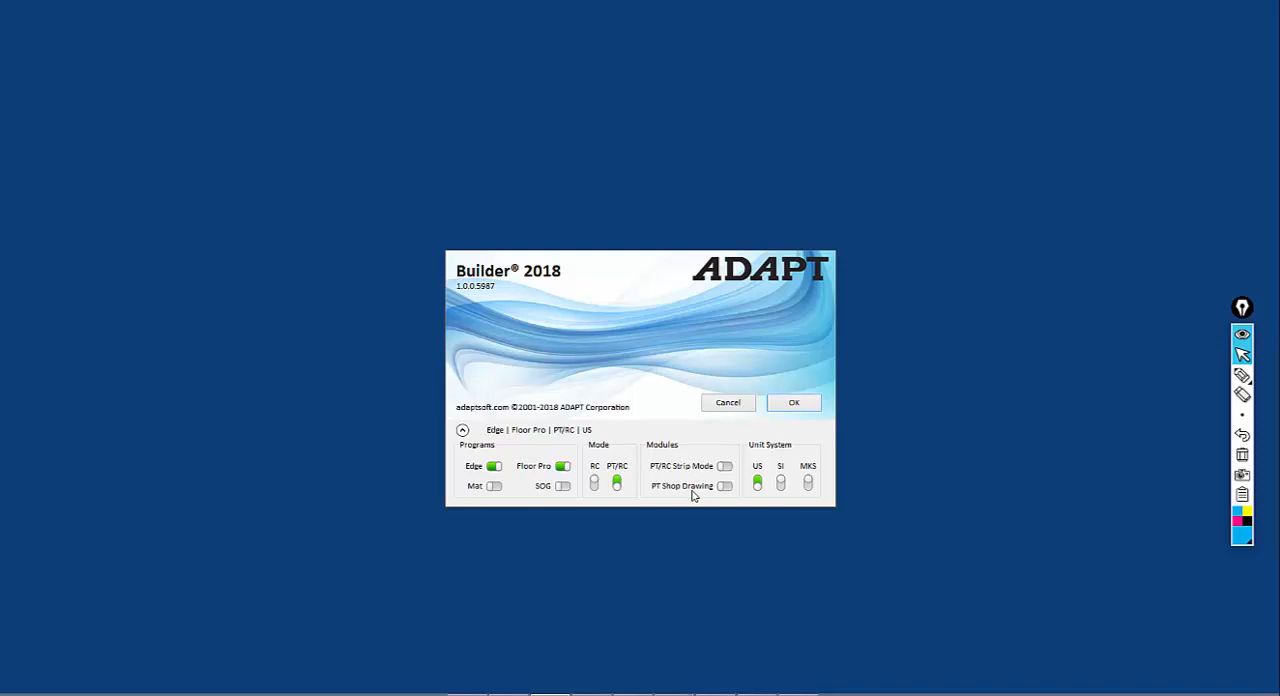 Builder® 2018
ADAPT
1.0.0.5987
Cancel
OK
adaptsoft.com ©2001-2018 ADAPT Corporation
Edge | Floor Pro | PT/RC | US
Programs
Mode
Modules
Unit System
Edge
Floor Pro
RC
PT/RC
PT/RC Strip Mode
US
SI
MKS
Mat
SOG
PT Shop Drawing